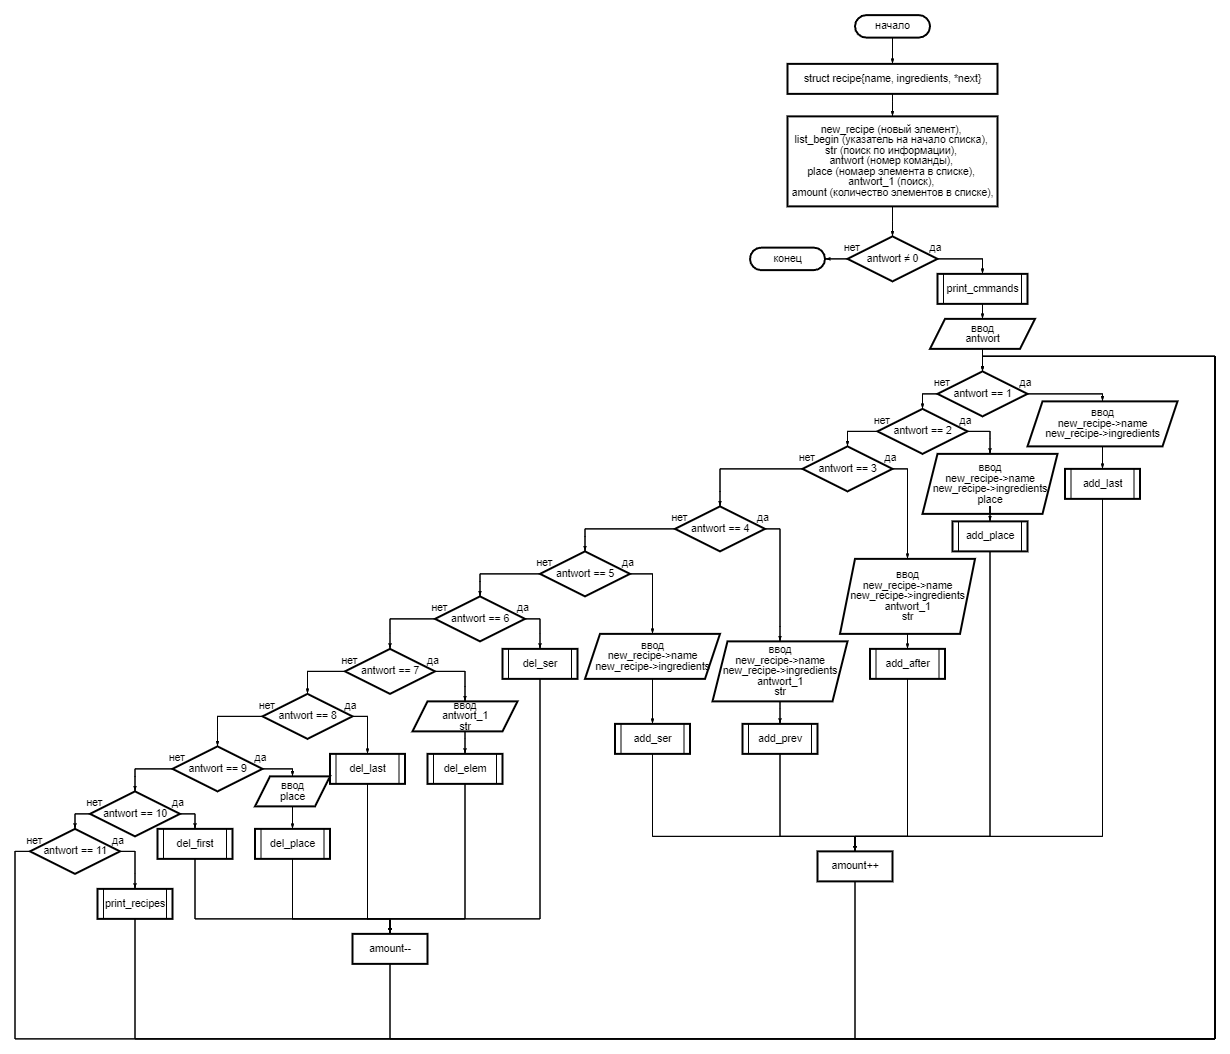 начало
struct recipe{name, ingredients, *next}
new_recipe (новый элемент),
list_begin (указатель на начало списка),
str (поиск по информации),
antwort (номер команды),
place (номаер элемента в списке),
antwort_1 (поиск),
amount (количество элементов в списке),
нет
да
конец
antwort ≠ 0
print_cmmands
ввод
antwort
нет
да
antwort == 1
ввод
new_recipe->name
new_recipe->ingredients
add_last
нет
да
antwort == 2
ввод
new_recipe->name
new_recipe->ingredients
place
add_place
нет
да
antwort == 3
ввод
new_recipe->name
new_recipe->ingredients
antwort_1
str
add_after
нет
да
antwort == 4
ввод
new_recipe->name
new_recipe->ingredients
antwort_1
str
add_prev
нет
да
antwort == 5
ввод
new_recipe->name
new_recipe->ingredients
add_ser
нет
да
antwort == 6
del_ser
нет
да
antwort == 7
ввод
antwort_1
str
del_elem
нет
да
antwort == 8
del_last
нет
да
antwort == 9
ввод
place
del_place
нет
да
antwort == 10
del_first
нет
да
antwort == 11
print_recipes
amount++
amount--